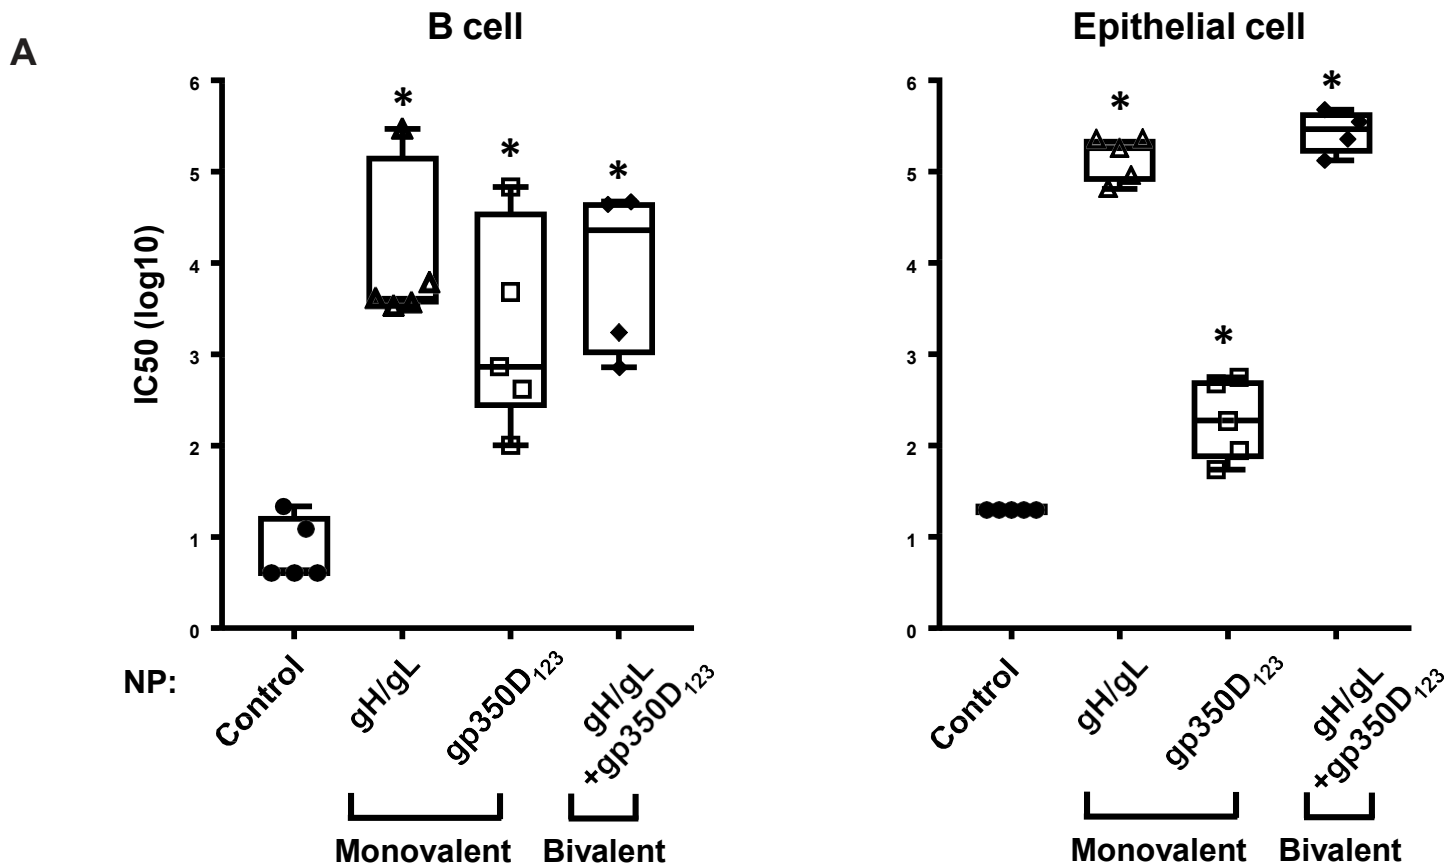 A
B cell
Epithelial cell
IC50 (log10)
6
5
4
3
2
1
0
*
*
*
NP:
Control
gH/gL
gp350D₁₂₃
gH/gL
+gp350D₁₂₃
Monovalent
Bivalent
6
5
4
3
2
1
0
*
*
*
Control
gH/gL
gp350D₁₂₃
gH/gL
+gp350D₁₂₃
Monovalent
Bivalent